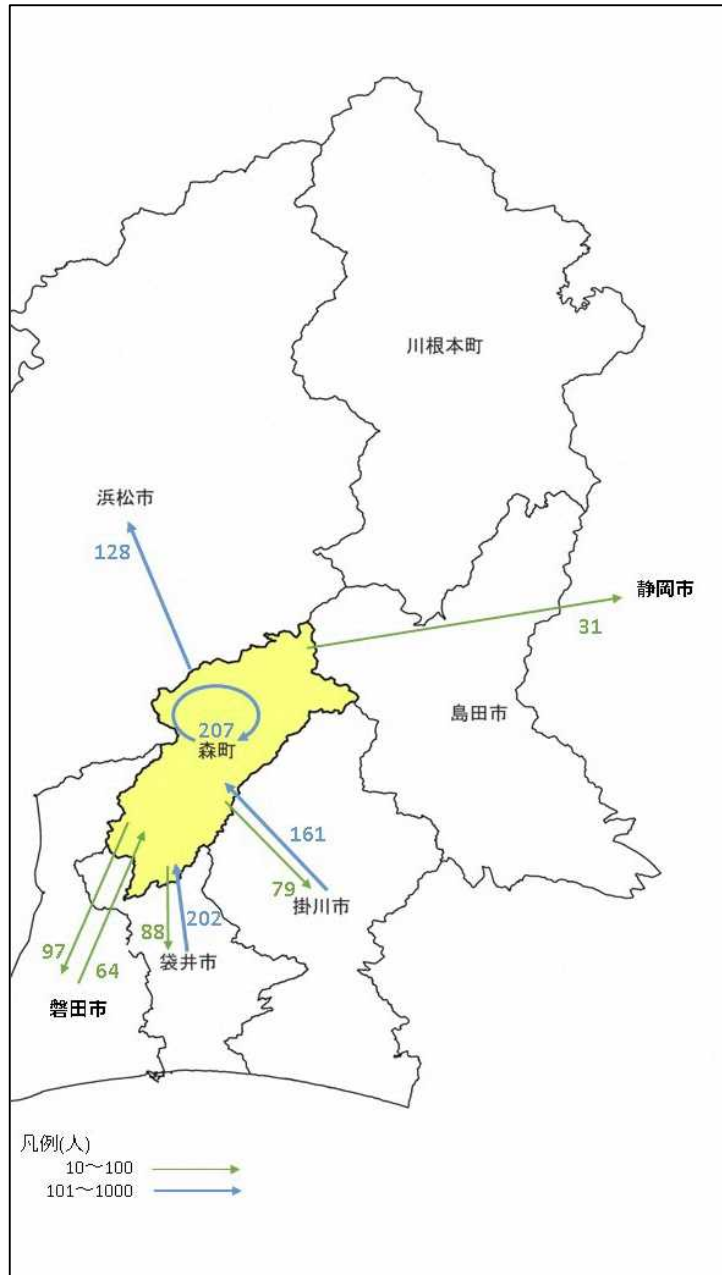 川根本町
浜松市
128
静岡市
31
島田市
207
森町
161
79
掛川市
202
88
袋井市
97
64
磐田市
凡例(人)
10～100
101～1000